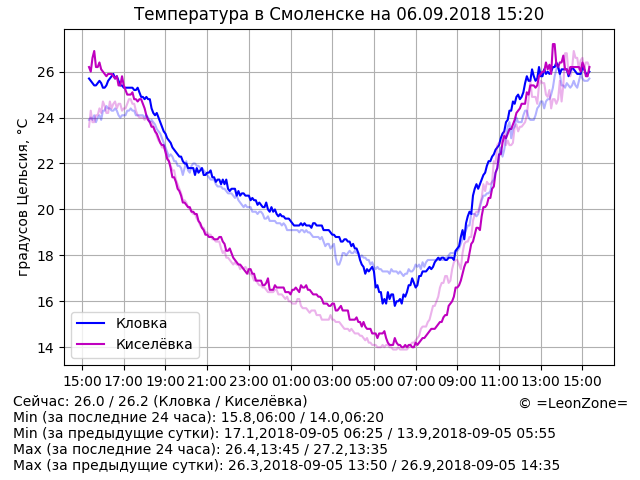 Температура в Смоленске на 06.09.2018 15:20
градусов Цельсия, °C
26
24
22
20
18
16
14
Кловка
Киселёвка
15:00 17:00 19:00 21:00 23:00 01:00 03:00 05:00 07:00 09:00 11:00 13:00 15:00
Сейчас: 26.0 / 26.2 (Кловка / Киселёвка)
© =LeonZone=
Min (за последние 24 часа): 15.8,06:00 / 14.0,06:20
Min (за предыдущие сутки): 17.1,2018-09-05 06:25 / 13.9,2018-09-05 05:55
Max (за последние 24 часа): 26.4,13:45 / 27.2,13:35
Max (за предыдущие сутки): 26.3,2018-09-05 13:50 / 26.9,2018-09-05 14:35